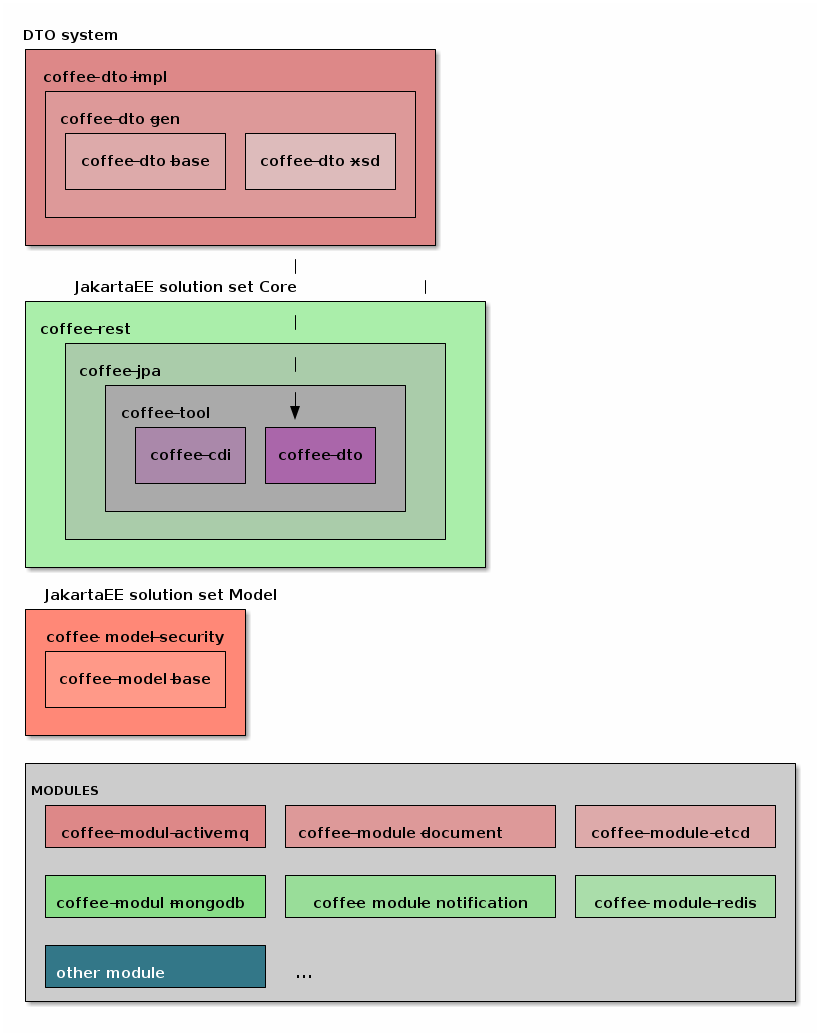 DTO system
coffee-dto-impl
coffee-dto-gen
coffee-dto-base
coffee-dto-xsd
JakartaEE solution set Core
coffee-rest
coffee-jpa
coffee-tool
coffee-cdi
coffee-dto
JakartaEE solution set Model
coffee-model-security
coffee-model-base
MODULES
coffee-modul-activemq
coffee-module-document
coffee-module-etcd
coffee-modul-mongodb
coffee-module-notification
coffee-module-redis
other module
...